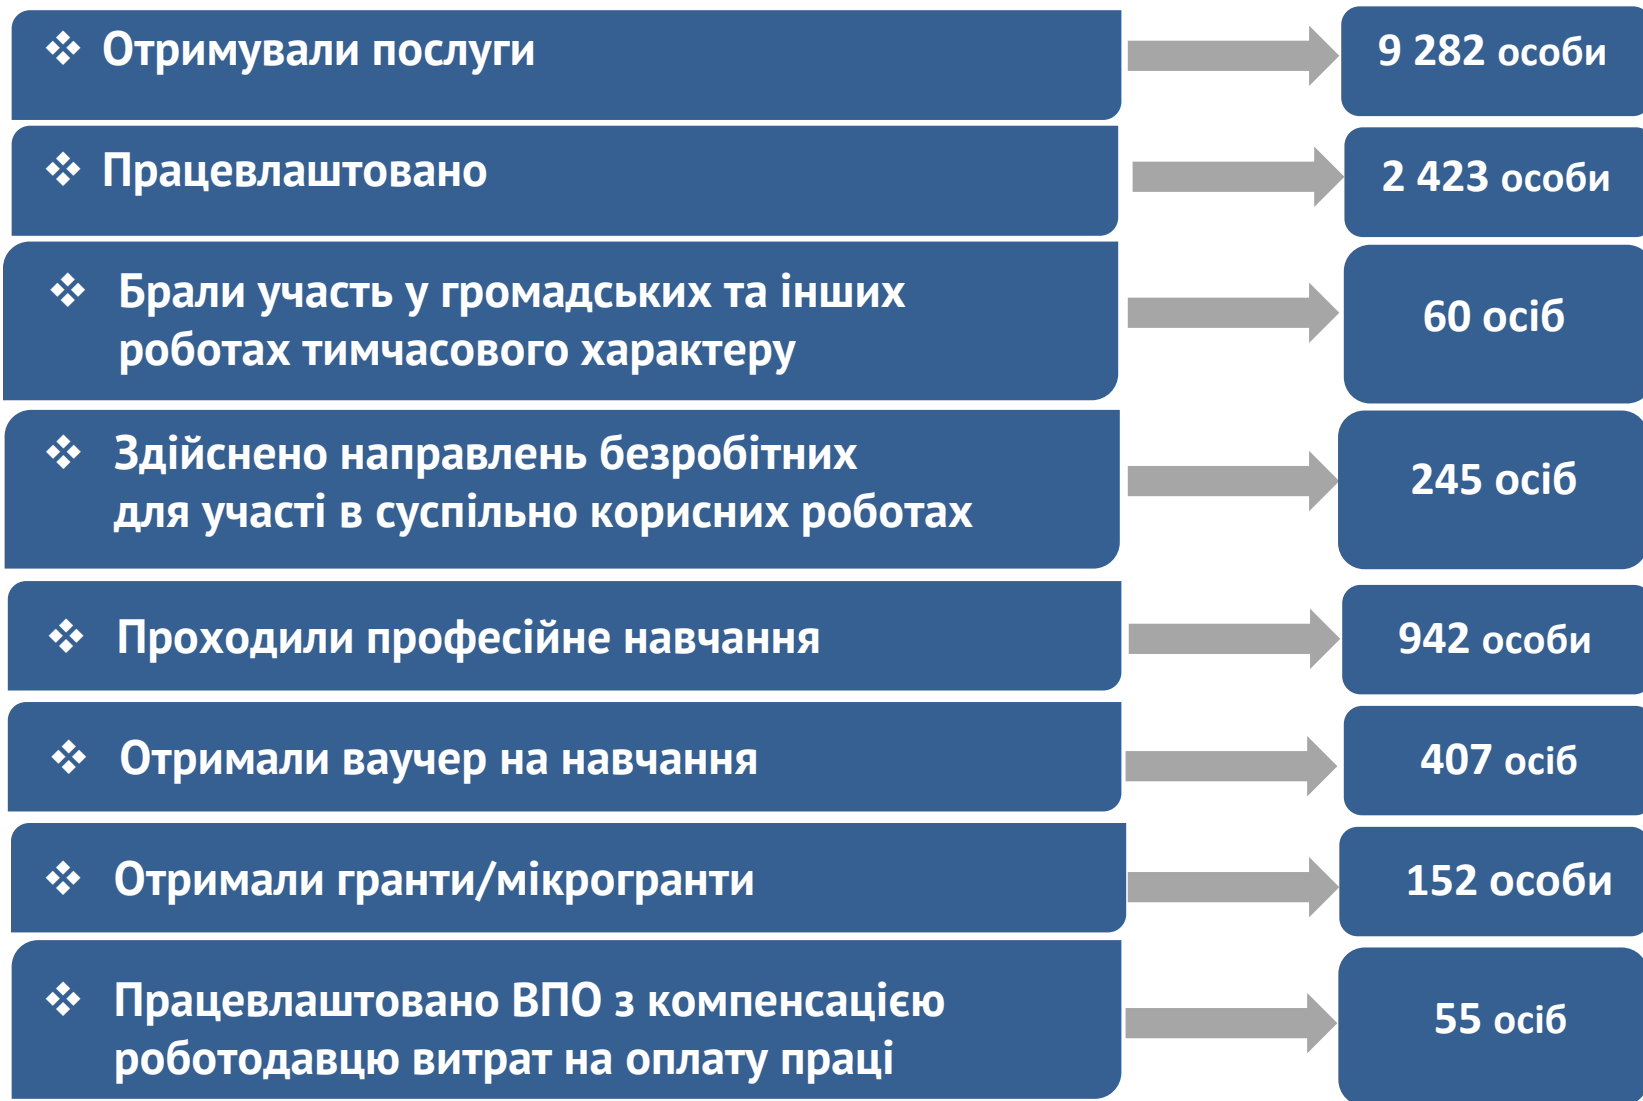 Отримували послуги
9 282 особи
Працевлаштовано
2 423 особи
Брали участь у громадських та інших
роботах тимчасового характеру
60 осіб
Здійснено направлень безробітних
для участі в суспільно корисних роботах
245 осіб
Проходили професійне навчання
942 особи
Отримали ваучер на навчання
407 осіб
Отримали гранти/мікрогранти
152 особи
Працевлаштовано ВПО з компенсацією
роботодавцю витрат на оплату праці
55 осіб